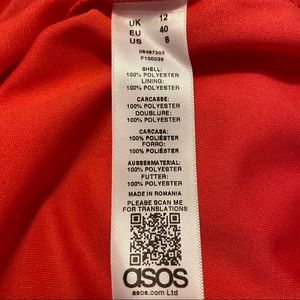 UK 12
EU 40
US 8
06487203
F100039
SHELL:
100% POLYESTER
LINING:
100% POLYESTER
CARCASSE:
100% POLYESTER
DOUBLURE:
100% POLYESTER
CARCASA:
100% POLIÉSTER
FORRO:
100% POLIÉSTER
AUSSENMATERIAL:
100% POLYESTER
FUTTER:
100% POLYESTER
MADE IN ROMANIA
PLEASE SCAN ME
FOR TRANSLATIONS
asos
asos.com Ltd